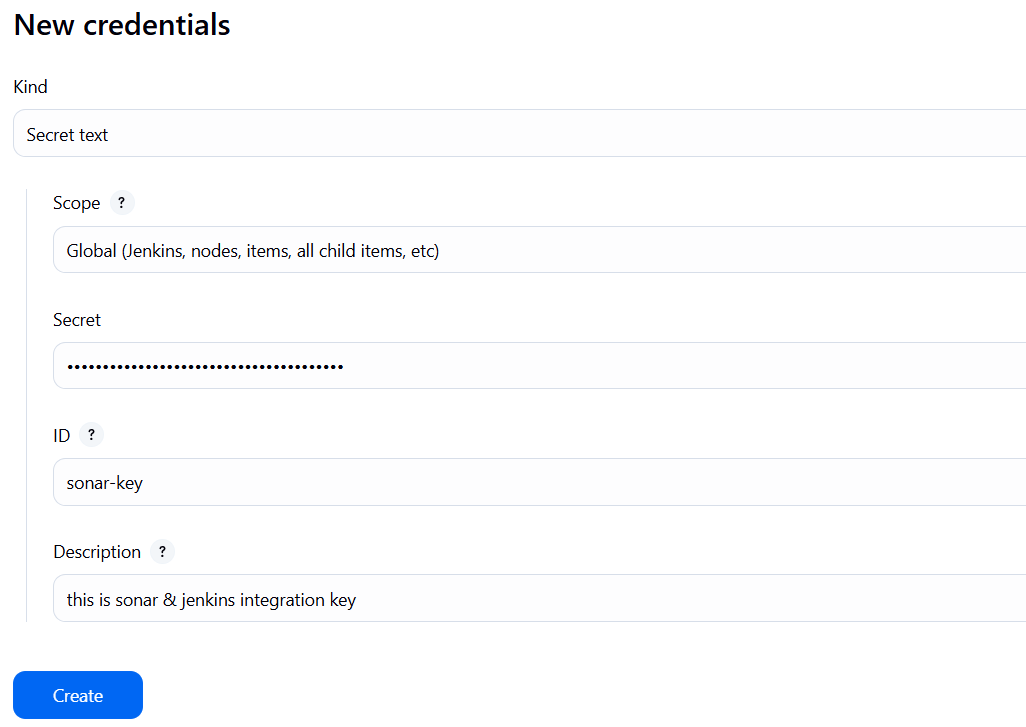 New credentials
Kind
Secret text
Scope ?
Global (Jenkins, nodes, items, all child items, etc)
Secret
•••••••••••••••••••••••••••••••••••••••
ID ?
sonar-key
Description ?
this is sonar & jenkins integration key
Create